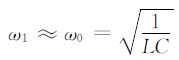 ω₁ ≈ ω₀ = √(1/LC)